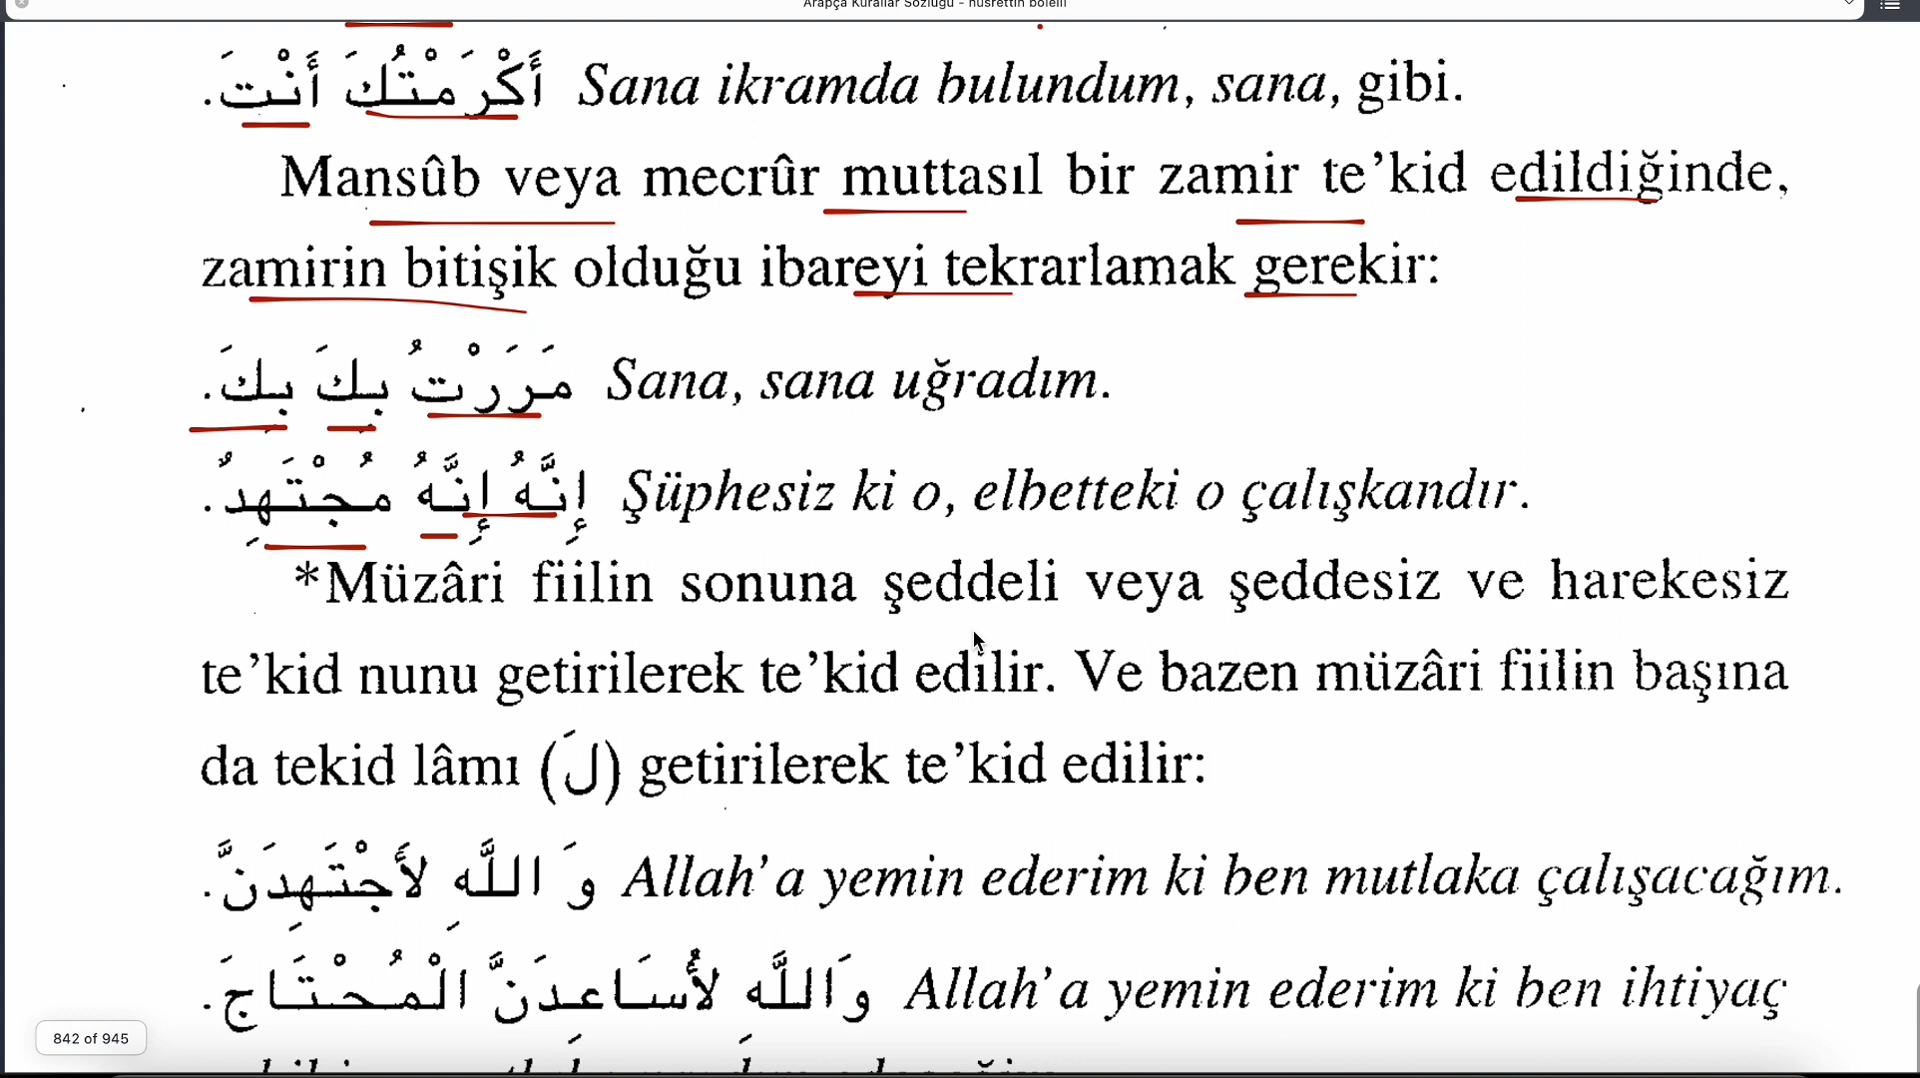 Arapça Kurallar Sözlüğü - nusrettin bolelli
أَكْرَمْتُكَ أَنْتَ. Sana ikramda bulundum, sana, gibi.
Mansûb veya mecrûr muttasıl bir zamir te’kid edildiğinde,
zamirin bitişik olduğu ibareyi tekrarlamak gerekir:
مَرَرْتُ بِكَ بِكَ. Sana, sana uğradım.
إِنَّهُ إِنَّهُ مُجْتَهِدٌ. Şüphesiz ki o, elbetteki o çalışkandır.
*Müzâri fiilin sonuna şeddeli veya şeddesiz ve harekesiz
te’kid nunu getirilerek te’kid edilir. Ve bazen müzâri fiilin başına
da tekid lâmı (لَ) getirilerek te’kid edilir:
وَ اللَّهِ لأَجْتَهِدَنَّ. Allah’a yemin ederim ki ben mutlaka çalışacağım.
وَاللَّهِ لأُسَاعِدَنَّ الْمُحْتَاجَ. Allah’a yemin ederim ki ben ihtiyaç
842 of 945